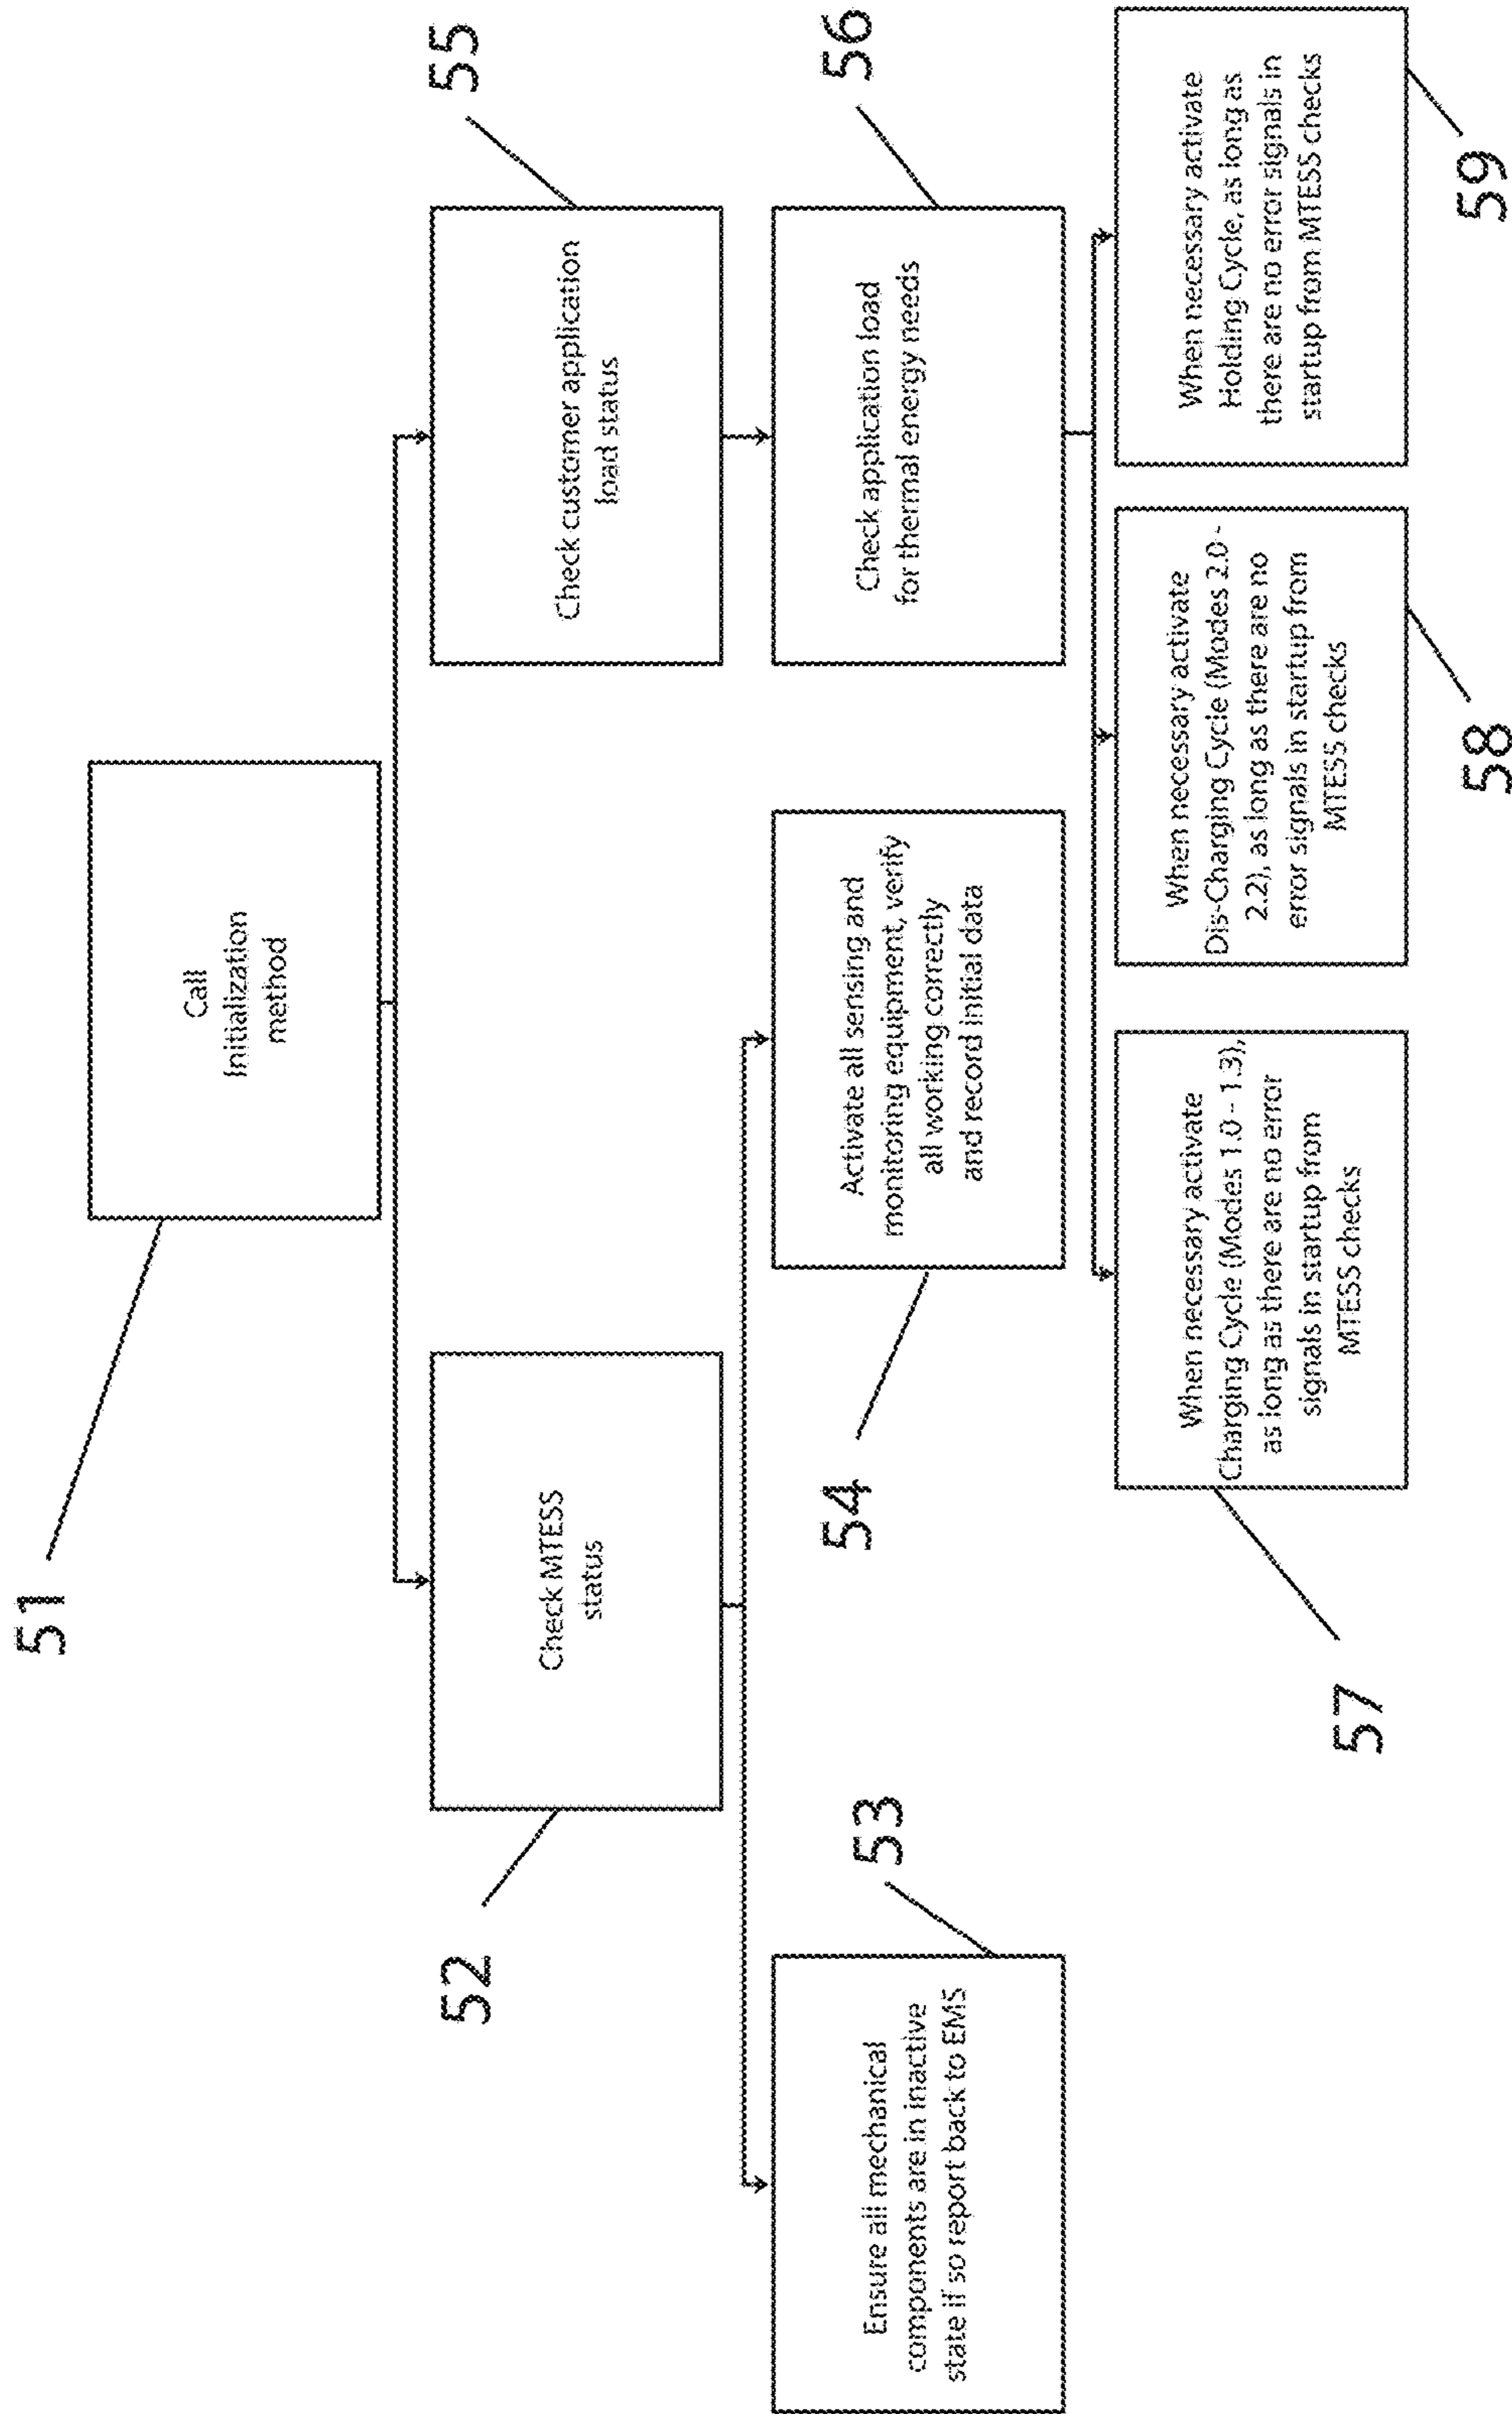 51
Call
Initialization
method
52
Check MTESS
status
55
Check customer application
load status
53
Ensure all mechanical
components are in inactive
state if so report back to EMS
54
Activate all sensing and
monitoring equipment, verify
all working correctly
and record initial data
56
Check application load
for thermal energy needs
57
When necessary activate
Charging Cycle (Modes 1.0 - 1.3),
as long as there are no error
signals in startup from
MTESS checks
58
When necessary activate
Dis-Charging Cycle (Modes 2.0 -
2.2), as long as there are no
error signals in startup from
MTESS checks
59
When necessary activate
Holding Cycle, as long as
there are no error signals in
startup from MTESS checks